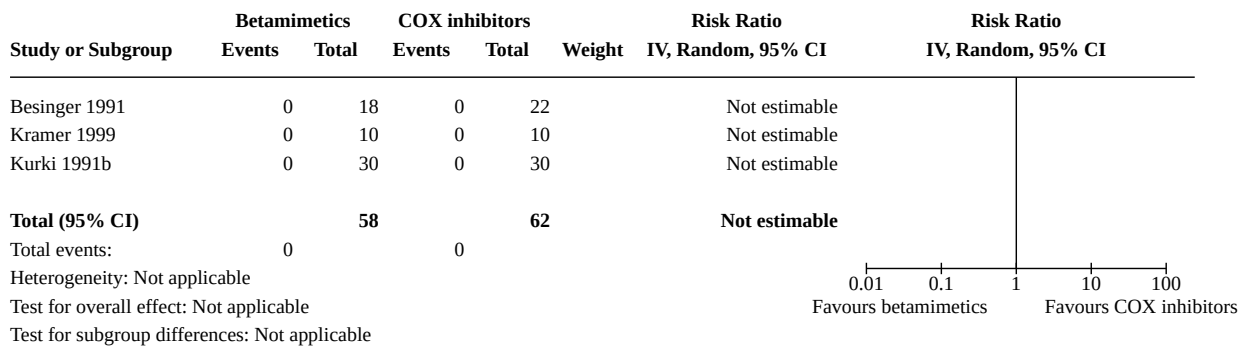 Betamimetics COX inhibitors Risk Ratio Risk Ratio
Study or Subgroup Events Total Events Total Weight IV, Random, 95% CI IV, Random, 95% CI
Besinger 1991 0 18 0 22 Not estimable
Kramer 1999 0 10 0 10 Not estimable
Kurki 1991b 0 30 0 30 Not estimable
Total (95% CI) 58 62 Not estimable
Total events: 0 0
Heterogeneity: Not applicable
0.01 0.1 1 10 100
Test for overall effect: Not applicable Favours betamimetics Favours COX inhibitors
Test for subgroup differences: Not applicable